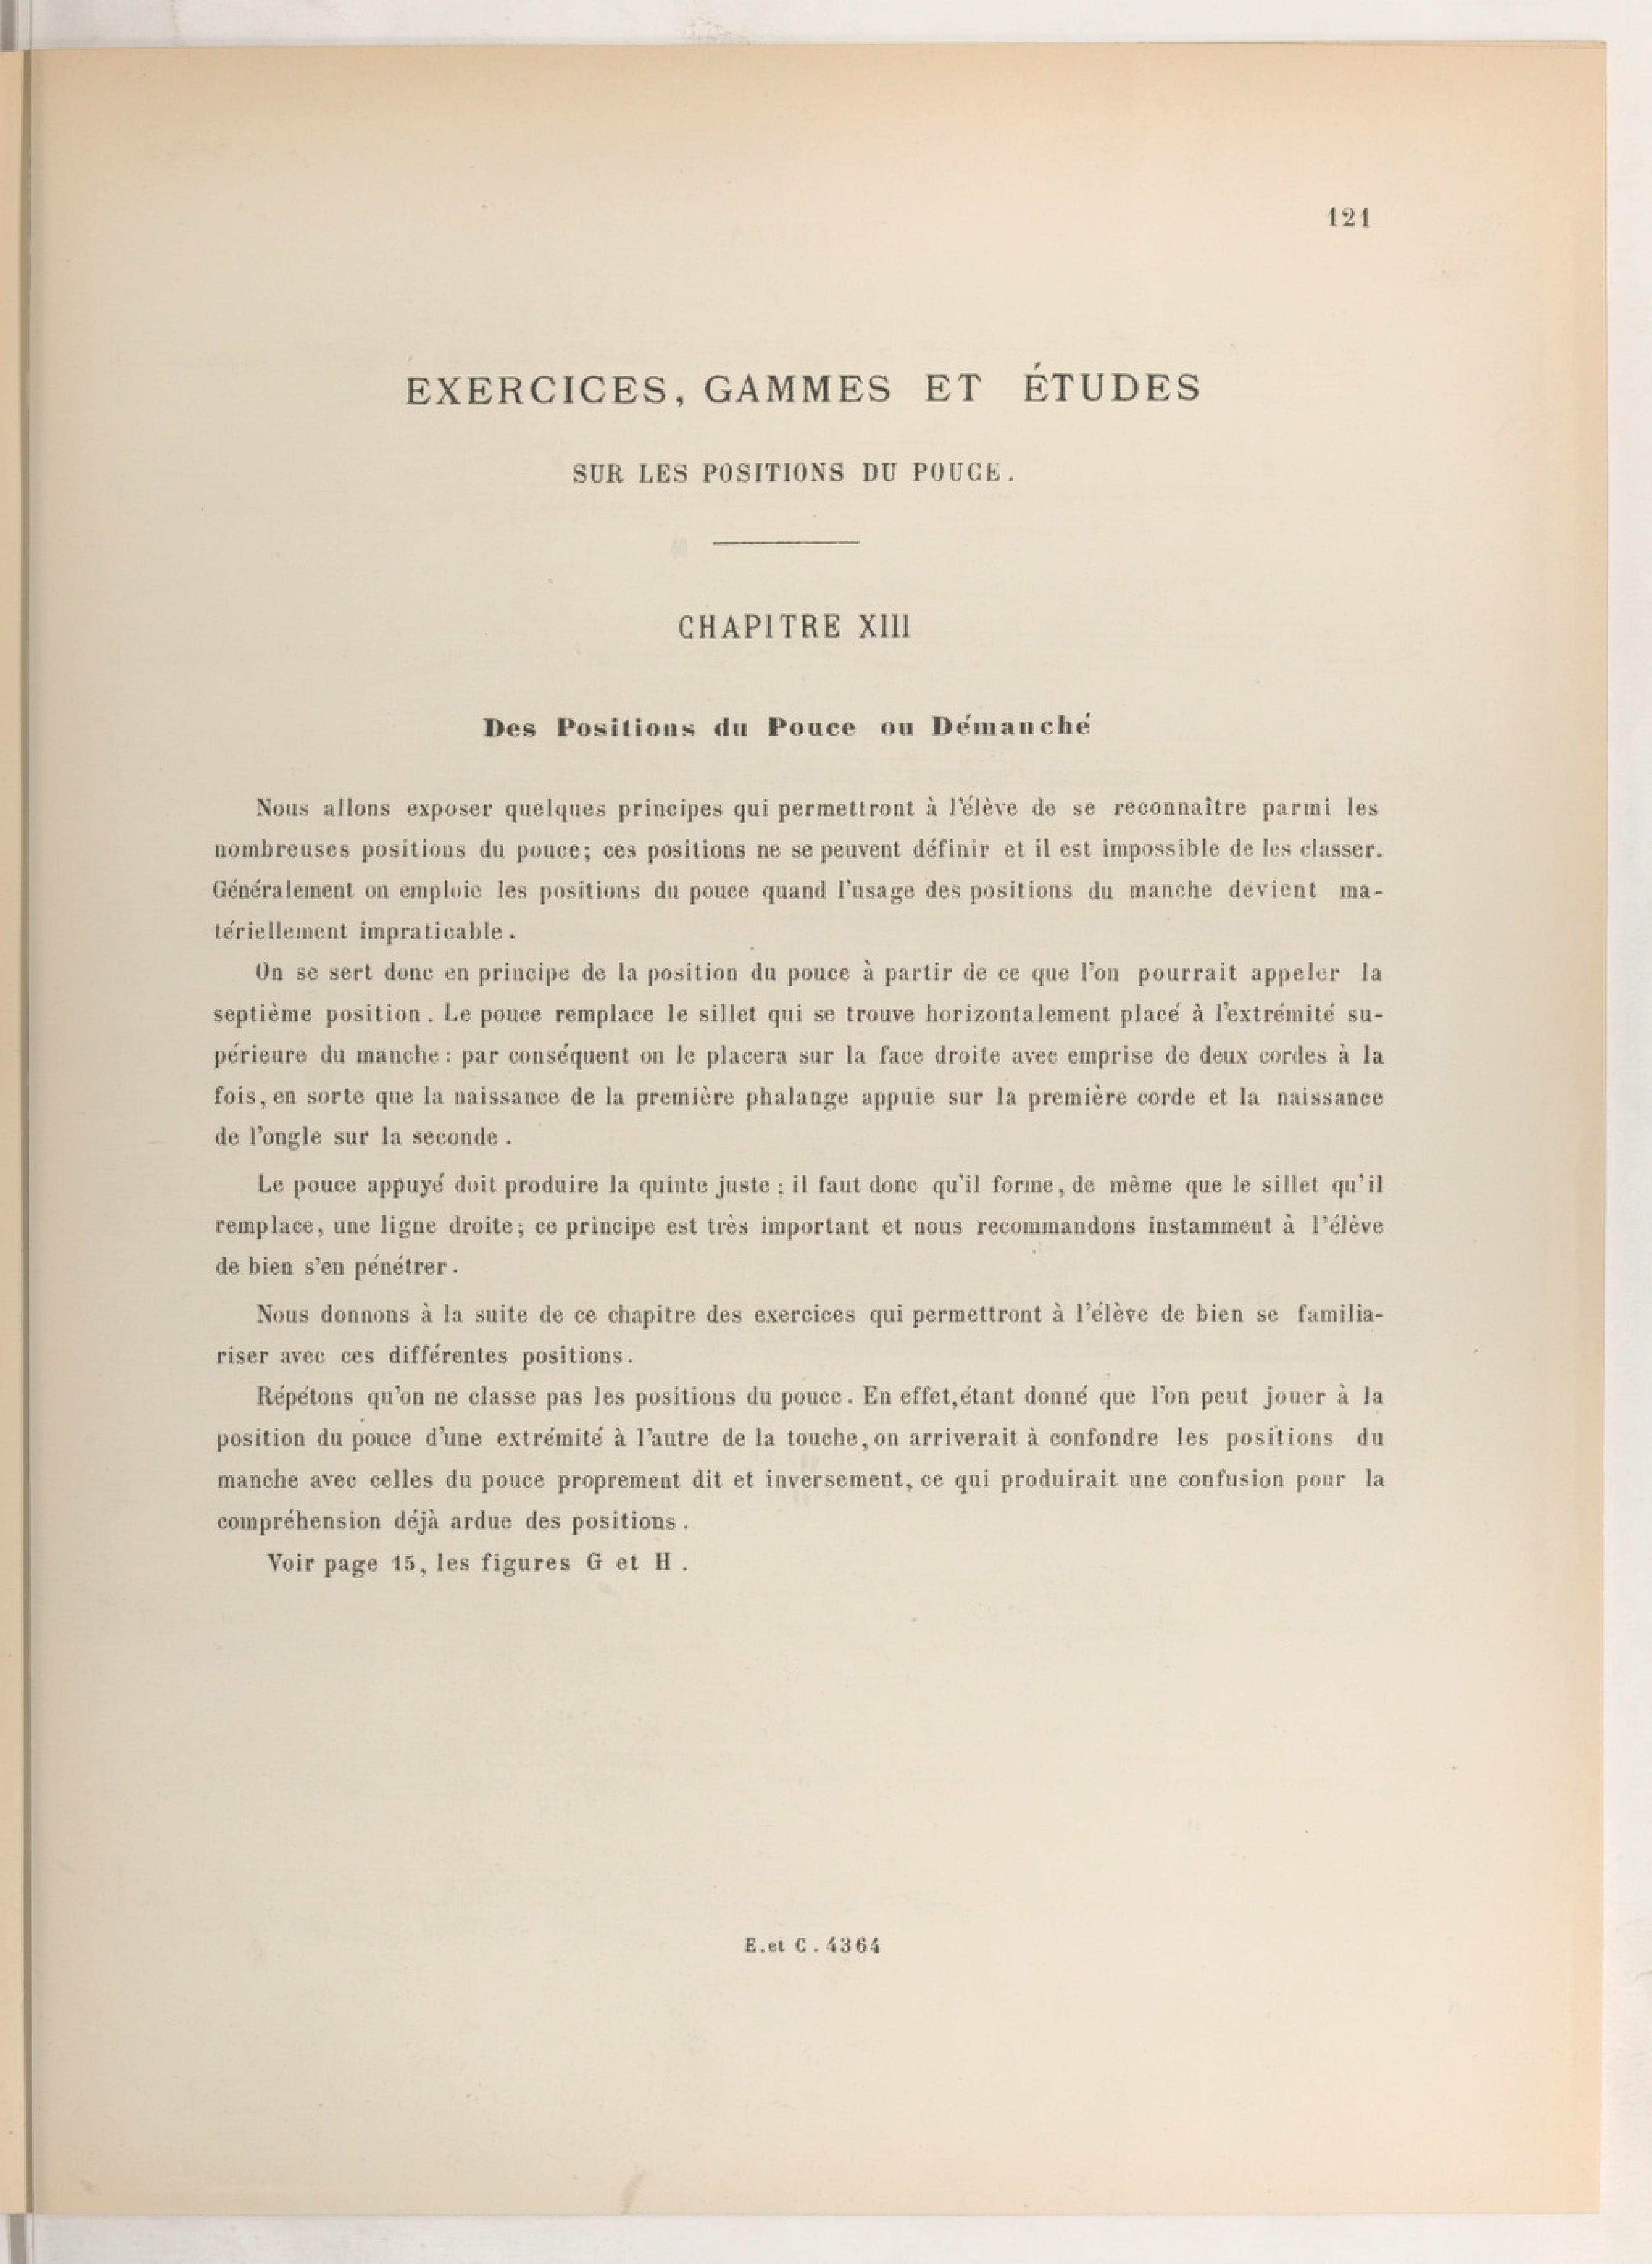 121
EXERCICES, GAMMES ET ÉTUDES
SUR LES POSITIONS DU POUCE.
CHAPITRE XIII
Des Positions du Pouce ou Démanché
Nous allons exposer quelques principes qui permettront à l'élève de se reconnaître parmi les
nombreuses positions du pouce; ces positions ne se peuvent définir et il est impossible de les classer.
Généralement on emploie les positions du pouce quand l'usage des positions du manche devient ma-
tériellement impraticable.
On se sert donc en principe de la position du pouce à partir de ce que l'on pourrait appeler la
septième position. Le pouce remplace le sillet qui se trouve horizontalement placé à l'extrémité su-
périeure du manche: par conséquent on le placera sur la face droite avec emprise de deux cordes à la
fois, en sorte que la naissance de la première phalange appuie sur la première corde et la naissance
de l'ongle sur la seconde.
Le pouce appuyé doit produire la quinte juste; il faut donc qu'il forme, de même que le sillet qu'il
remplace, une ligne droite; ce principe est très important et nous recommandons instamment à l'élève
de bien s'en pénétrer.
Nous donnons à la suite de ce chapitre des exercices qui permettront à l'élève de bien se familia-
riser avec ces différentes positions.
Répétons qu'on ne classe pas les positions du pouce. En effet, étant donné que l'on peut jouer à la
position du pouce d'une extrémité à l'autre de la touche, on arriverait à confondre les positions du
manche avec celles du pouce proprement dit et inversement, ce qui produirait une confusion pour la
compréhension déjà ardue des positions.
Voir page 15, les figures G et H.
E. et C. 4364